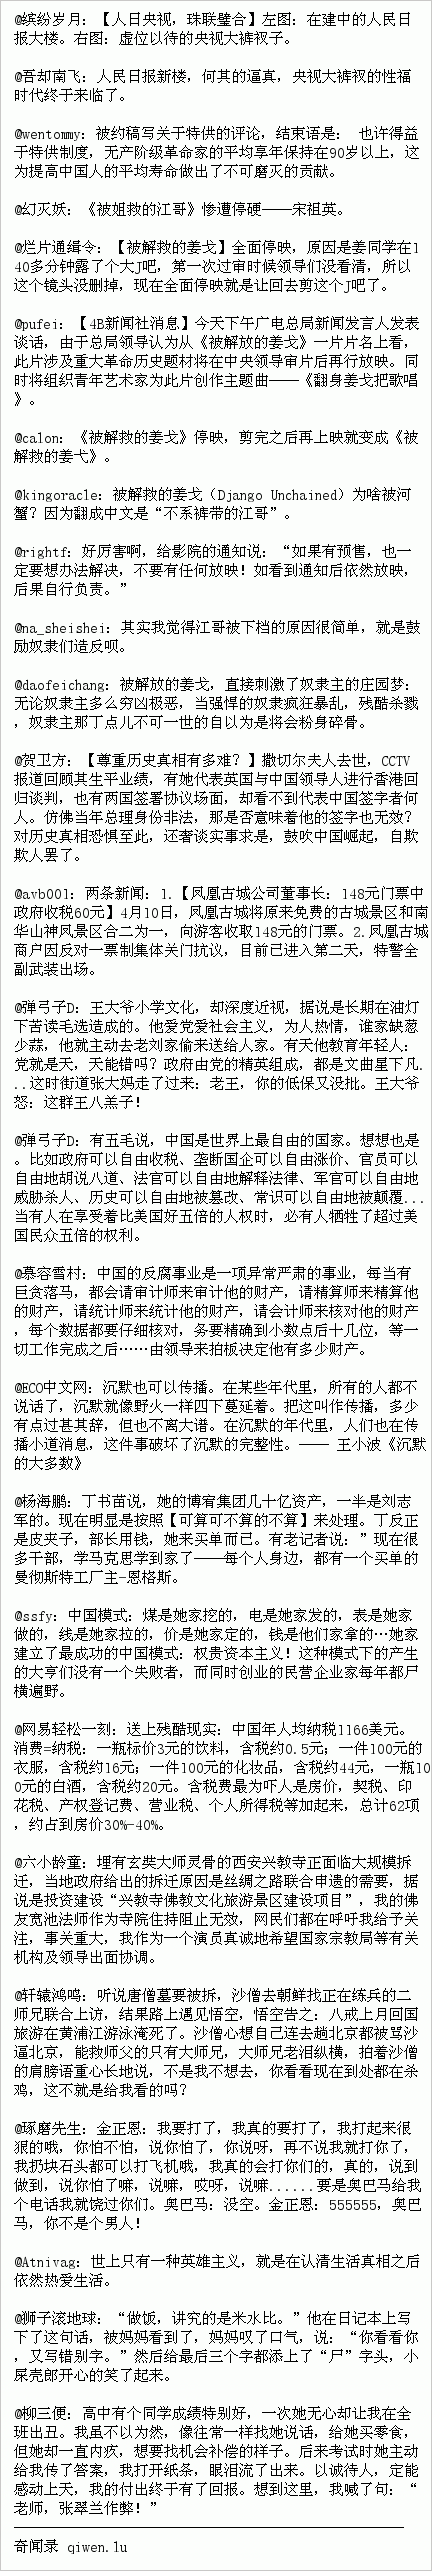 @缤纷岁月：【人日央视，珠联璧合】左图：在建中的人民日
报大楼。右图：虚位以待的央视大裤衩子。
@吾却南飞：人民日报新楼，何其的逼真，央视大裤衩的性福
时代终于来临了。
@wentommy：被约稿写关于特供的评论，结束语是： 也许得益
于特供制度，无产阶级革命家的平均享年保持在90岁以上，这
为提高中国人的平均寿命做出了不可磨灭的贡献。
@幻灭妖：《被姐救的江哥》惨遭停硬——宋祖英。
@烂片通缉令：【被解救的姜戈】全面停映，原因是姜同学在1
40多分钟露了个大J吧，第一次过审时候领导们没看清，所以
这个镜头没删掉，现在全面停映就是让回去剪这个J吧了。
@pufei：【4B新闻社消息】今天下午广电总局新闻发言人发表
谈话，由于总局领导认为从《被解放的姜戈》一片片名上看，
此片涉及重大革命历史题材将在中央领导审片后再行放映。同
时将组织青年艺术家为此片创作主题曲——《翻身姜戈把歌唱
》。
@calon：《被解救的姜戈》停映，剪完之后再上映就变成《被
解救的姜弋》。
@kingoracle：被解救的姜戈（Django Unchained）为啥被河
蟹？因为翻成中文是“不系裤带的江哥”。
@rightf：好厉害啊，给影院的通知说：“如果有预售，也一
定要想办法解决，不要有任何放映！如看到通知后依然放映，
后果自行负责。”
@na_sheishei：其实我觉得江哥被下档的原因很简单，就是鼓
励奴隶们造反呗。
@daofeichang：被解放的姜戈，直接刺激了奴隶主的庄园梦：
无论奴隶主多么穷凶极恶，当强悍的奴隶疯狂暴乱，残酷杀戮
，奴隶主那丁点儿不可一世的自以为是将会粉身碎骨。
@贺卫方：【尊重历史真相有多难？】撒切尔夫人去世，CCTV
报道回顾其生平业绩，有她代表英国与中国领导人进行香港回
归谈判，也有两国签署协议场面，却看不到代表中国签字者何
人。仿佛当年总理身份非法，那是否意味着他的签字也无效？
对历史真相恐惧至此，还奢谈实事求是，鼓吹中国崛起，自欺
欺人罢了。
@avb001：两条新闻：1.【凤凰古城公司董事长：148元门票中
政府收税60元】4月10日，凤凰古城将原来免费的古城景区和南
华山神凤景区合二为一，向游客收取148元的门票。2.凤凰古城
商户因反对一票制集体关门抗议，目前已进入第二天，特警全
副武装出场。
@弹弓子D：王大爷小学文化，却深度近视，据说是长期在油灯
下苦读毛选造成的。他爱党爱社会主义，为人热情，谁家缺葱
少蒜，他就主动去老刘家偷来送给人家。有天他教育年轻人：
党就是天，天能错吗？政府由党的精英组成，都是文曲星下凡.
..这时街道张大妈走了过来：老王，你的低保又没批。王大爷
怒：这群王八羔子！
@弹弓子D：有五毛说，中国是世界上最自由的国家。想想也是
。比如政府可以自由收税、垄断国企可以自由涨价、官员可以
自由地胡说八道、法官可以自由地解释法律、军官可以自由地
威胁杀人、历史可以自由地被篡改、常识可以自由地被颠覆...
当有人在享受着比美国好五倍的人权时，必有人牺牲了超过美
国民众五倍的权利。
@慕容雪村：中国的反腐事业是一项异常严肃的事业，每当有
巨贪落马，都会请审计师来审计他的财产，请精算师来精算他
的财产，请统计师来统计他的财产，请会计师来核对他的财产
，每个数据都要仔细核对，务要精确到小数点后十几位，等一
切工作完成之后……由领导来拍板决定他有多少财产。
@ECO中文网：沉默也可以传播。在某些年代里，所有的人都不
说话了，沉默就像野火一样四下蔓延着。把这叫作传播，多少
有点过甚其辞，但也不离大谱。在沉默的年代里，人们也在传
播小道消息，这件事破坏了沉默的完整性。—— 王小波《沉默
的大多数》
@杨海鹏：丁书苗说，她的博宥集团几十亿资产，一半是刘志
军的。现在明显是按照【可算可不算的不算】来处理。丁反正
是皮夹子，部长用钱，她来买单而已。有老记者说：”现在很
多干部，学马克思学到家了——每个人身边，都有一个买单的
曼彻斯特工厂主-恩格斯。
@ssfy：中国模式：煤是她家挖的，电是她家发的，表是她家
做的，线是她家拉的，价是她家定的，钱是他们家拿的…她家
建立了最成功的中国模式：权贵资本主义！这种模式下的产生
的大亨们没有一个失败者，而同时创业的民营企业家每年都尸
横遍野。
@网易轻松一刻：送上残酷现实：中国年人均纳税1166美元。
消费=纳税：一瓶标价3元的饮料，含税约0.5元；一件100元的
衣服，含税约16元；一件100元的化妆品，含税约44元，一瓶10
0元的白酒，含税约20元。含税费最为吓人是房价，契税、印
花税、产权登记费、营业税、个人所得税等加起来，总计62项
，约占到房价30%-40%。
@六小龄童：埋有玄奘大师灵骨的西安兴教寺正面临大规模拆
迁，当地政府给出的拆迁原因是丝绸之路联合申遗的需要，据
说是投资建设“兴教寺佛教文化旅游景区建设项目”，我的佛
友宽池法师作为寺院住持阻止无效，网民们都在呼吁我给予关
注，事关重大，我作为一个演员真诚地希望国家宗教局等有关
机构及领导出面协调。
@轩辕鸿鸣：听说唐僧墓要被拆，沙僧去朝鲜找正在练兵的二
师兄联合上访，结果路上遇见悟空，悟空告之：八戒上月回国
旅游在黄浦江游泳淹死了。沙僧心想自己连去趟北京都被骂沙
逼北京，能救师父的只有大师兄，大师兄老泪纵横，拍着沙僧
的肩膀语重心长地说，不是我不想去，你看看现在到处都在杀
鸡，这不就是给我看的吗？
@琢磨先生：金正恩：我要打了，我真的要打了，我打起来很
狠的哦，你怕不怕，说你怕了，你说呀，再不说我就打你了，
我扔块石头都可以打飞机哦，我真的会打你们的，真的，说到
做到，说你怕了嘛，说嘛，哎呀，说嘛......要是奥巴马给我
个电话我就饶过你们。奥巴马：没空。金正恩：555555，奥巴
马，你不是个男人！
@Atnivag：世上只有一种英雄主义，就是在认清生活真相之后
依然热爱生活。
@狮子滚地球：“做饭，讲究的是米水比。”他在日记本上写
下了这句话，被妈妈看到了，妈妈叹了口气，说：“你看看你
，又写错别字。”然后给最后三个字都添上了“尸”字头，小
屎壳郎开心的笑了起来。
@柳三便：高中有个同学成绩特别好，一次她无心却让我在全
班出丑。我虽不以为然，像往常一样找她说话，给她买零食，
但她却一直内疚，想要找机会补偿的样子。后来考试时她主动
给我传了答案，我打开纸条，眼泪流了出来。以诚待人，定能
感动上天，我的付出终于有了回报。想到这里，我喊了句：“
老师，张翠兰作弊！”
奇闻录 qiwen.lu